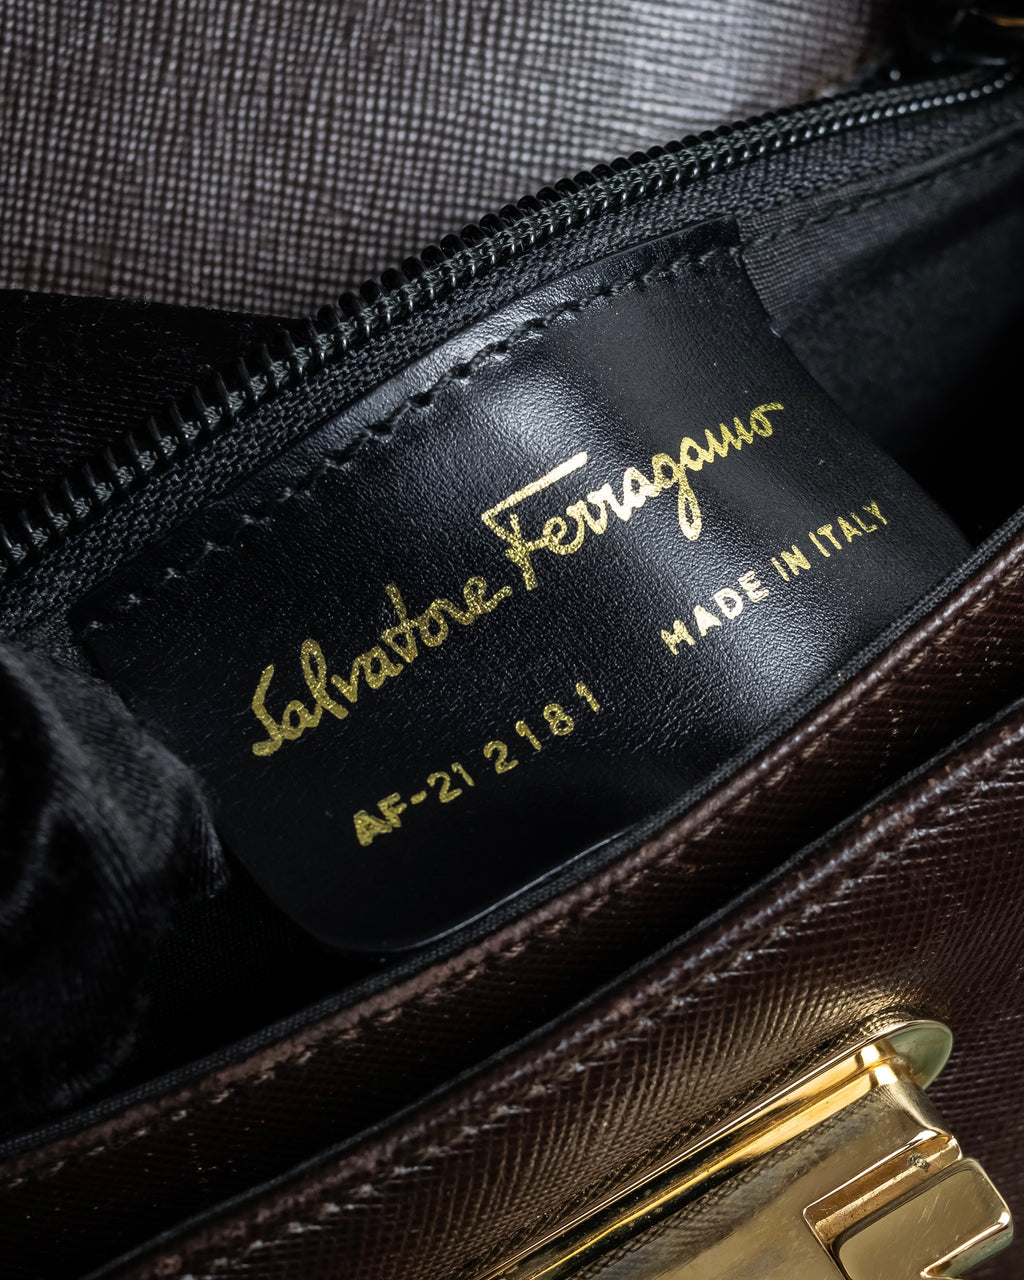 Salvatore Ferragamo
MADE IN ITALY
AF-21 2181